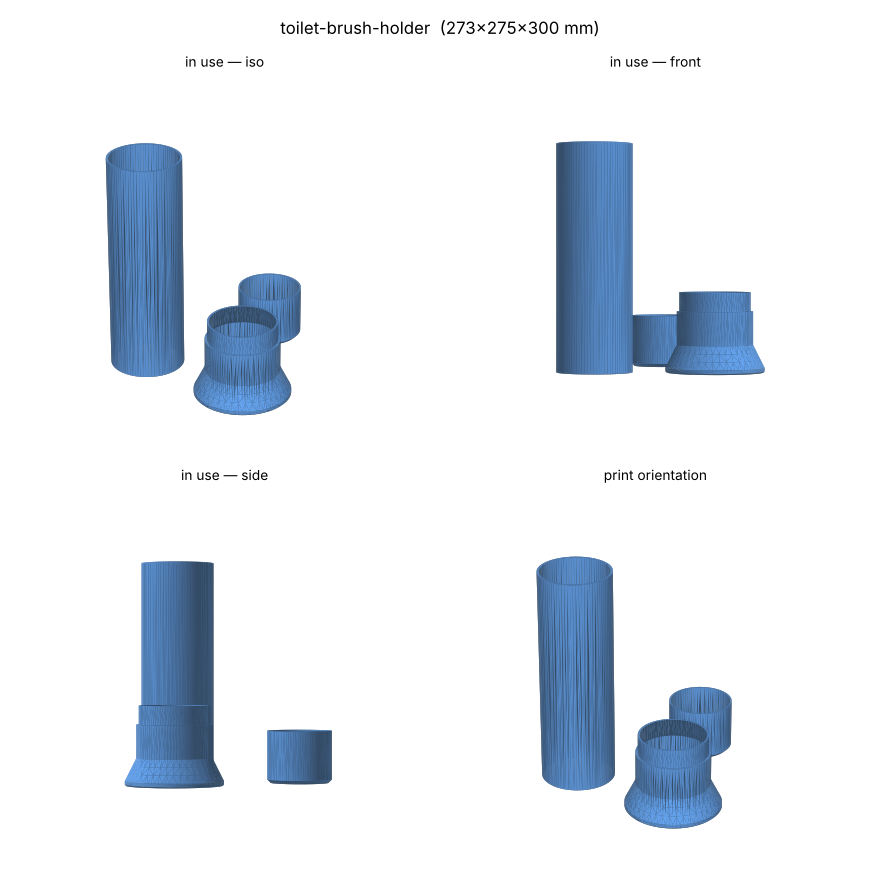 toilet-brush-holder (273×275×300 mm)
in use — iso
in use — front
in use — side
print orientation